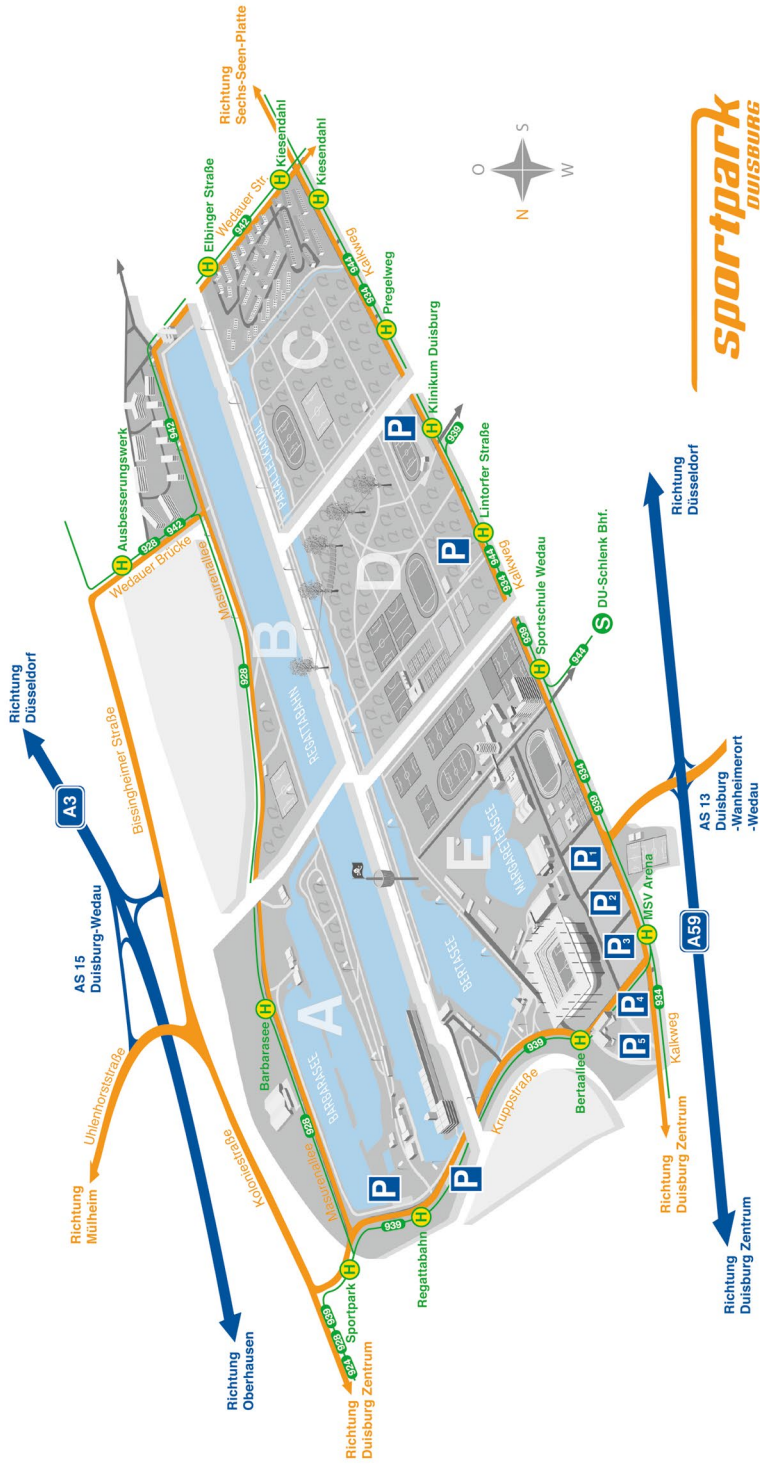 Richtung
Sechs-Seen-Platte
Kiesendahl
Kiesendahl
Elbinger Straße
Wedauer Str.
942
Kalkweg
944
934
Pregelweg
Klinikum Duisburg
939
Lintorfer Straße
934
944
Kalkweg
Sportschule Wedau
939
DU-Schlenk Bhf.
S
944
934
939
Ausbesserungswerk
928
942
942
Wedauer Brücke
Masurenallee
928
Richtung
Düsseldorf
A3
Bissingheimer Straße
AS 15
Duisburg-Wedau
Uhlenhorststraße
Richtung
Mülheim
Koloniestraße
Richtung
Oberhausen
Barbarasee
928
Masurenallee
Sportpark
939
928
924
Richtung
Duisburg Zentrum
939
Regattabahn
Kruppstraße
939
Bertaallee
MSV Arena
934
Kalkweg
Richtung
Duisburg Zentrum
Richtung
Duisburg Zentrum
A59
AS 13
Duisburg
-Wanheimerort
-Wedau
Richtung
Düsseldorf
A
B
C
D
E
BARBARASEE
REGATTABAHN
PARALLELKANAL
BERTASEE
MARGARETENSEE
P
P
P
P
P1
P2
P3
P4
P5
H
H
H
H
H
H
H
H
H
H
H
H
H
N
O
S
W
sportpark
DUISBURG